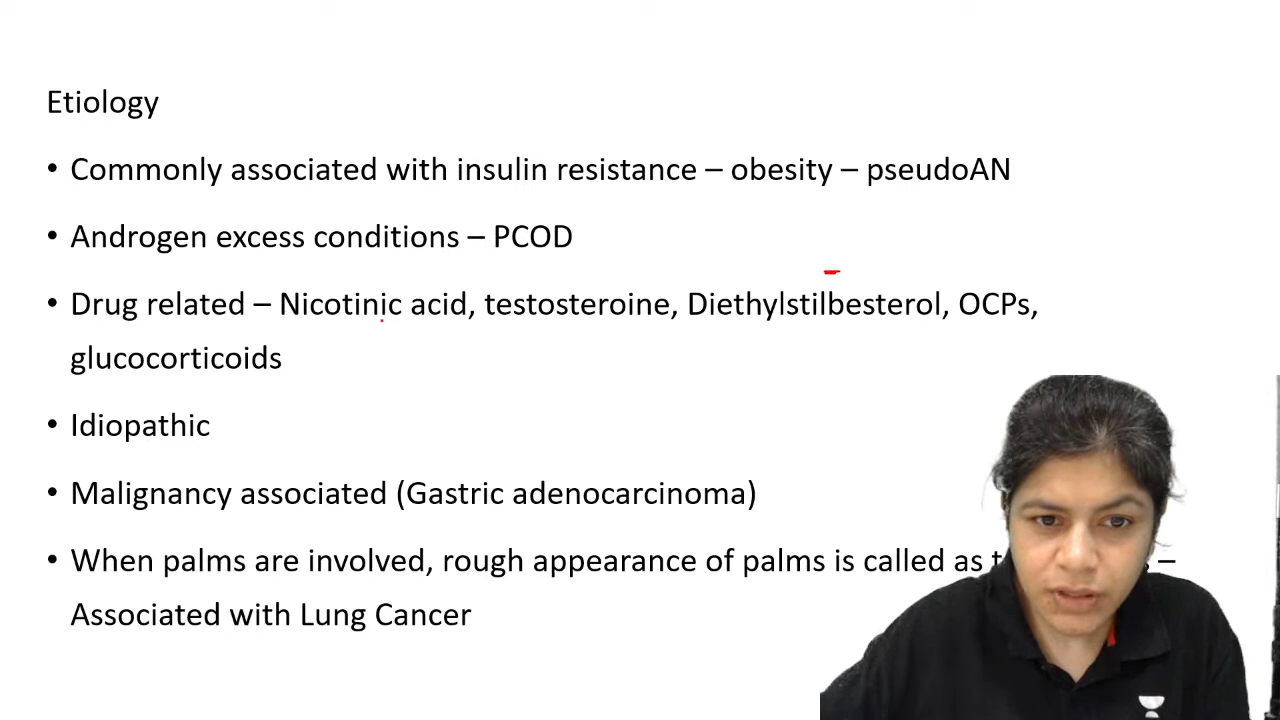 Etiology
• Commonly associated with insulin resistance – obesity – pseudoAN
• Androgen excess conditions – PCOD
• Drug related – Nicotinic acid, testosteroine, Diethylstilbesterol, OCPs,
glucocorticoids
• Idiopathic
• Malignancy associated (Gastric adenocarcinoma)
• When palms are involved, rough appearance of palms is called as –
Associated with Lung Cancer